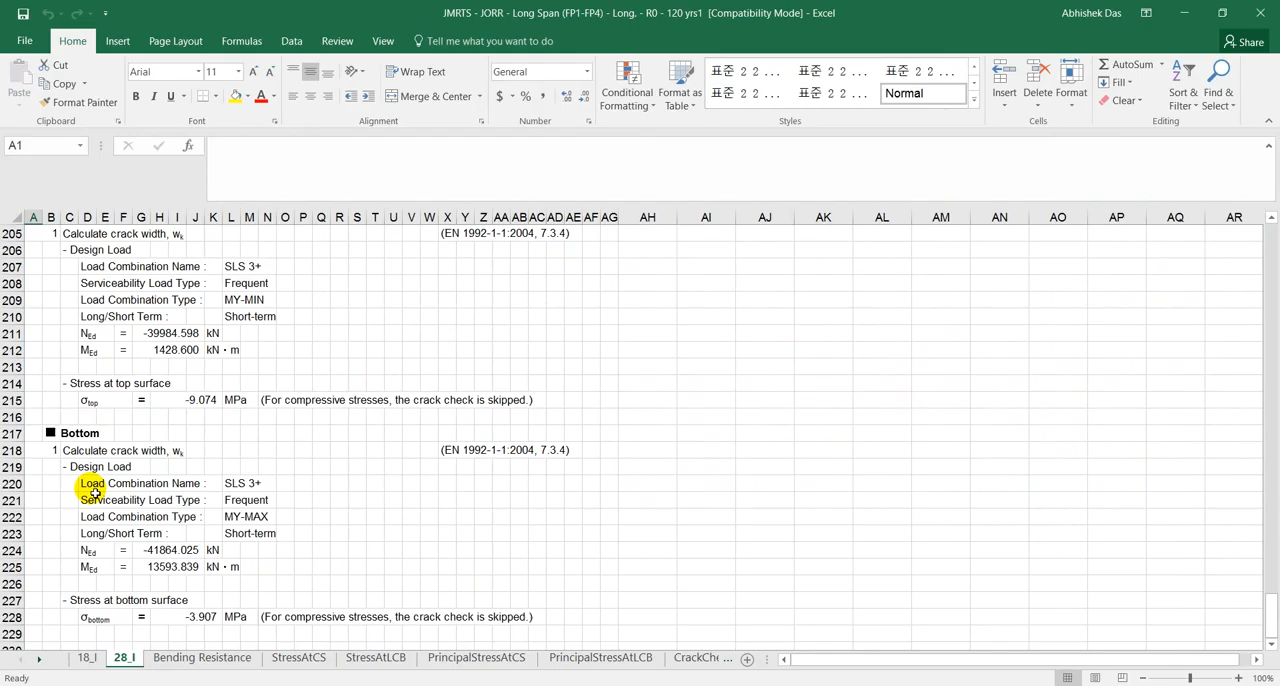 JMRTS - JORR - Long Span (FP1-FP4) - Long. - R0 - 120 yrs1 [Compatibility Mode] - Excel
Abhishek Das
File Home Insert Page Layout Formulas Data Review View Tell me what you want to do Share
Paste
Cut
Copy
Format Painter
Clipboard
Arial 11
B I U
Font
Wrap Text
Merge & Center
Alignment
General
$ % ,
Number
Conditional Formatting
Format as Table
표준 2 2 ... 표준 2 2 ... 표준 2 2 ...
표준 2 2 ... 표준 2 2 ... Normal
Styles
Insert Delete Format
Cells
AutoSum
Fill
Clear
Sort & Filter
Find & Select
Editing
A1 fx
A B C D E F G H I J K L M N O P Q R S T U V W X Y Z AA AB AC AD AE AF AG AH AI AJ AK AL AM AN AO AP AQ AR
205 1 Calculate crack width, wk (EN 1992-1-1:2004, 7.3.4)
206 - Design Load
207 Load Combination Name : SLS 3+
208 Serviceability Load Type : Frequent
209 Load Combination Type : MY-MIN
210 Long/Short Term : Short-term
211 NEd = -39984.598 kN
212 MEd = 1428.600 kN · m
213
214 - Stress at top surface
215 σtop = -9.074 MPa (For compressive stresses, the crack check is skipped.)
216
217 ■ Bottom
218 1 Calculate crack width, wk (EN 1992-1-1:2004, 7.3.4)
219 - Design Load
220 Load Combination Name : SLS 3+
221 Serviceability Load Type : Frequent
222 Load Combination Type : MY-MAX
223 Long/Short Term : Short-term
224 NEd = -41864.025 kN
225 MEd = 13593.839 kN · m
226
227 - Stress at bottom surface
228 σbottom = -3.907 MPa (For compressive stresses, the crack check is skipped.)
229
18_I 28_I Bending Resistance StressAtCS StressAtLCB PrincipalStressAtCS PrincipalStressAtLCB CrackChe ...
Ready 100%